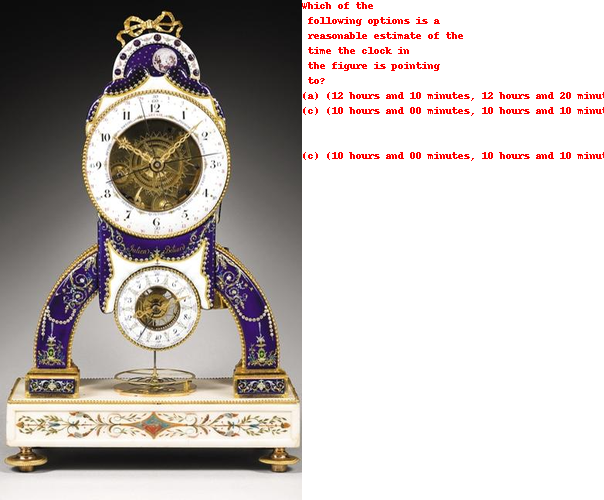 11 12 1
10 2
9 3
8 4
7 6 5
Which of the
following options is a
reasonable estimate of the
time the clock in
the figure is pointing
to?
(a) (12 hours and 10 minutes, 12 hours and 20 minut
(c) (10 hours and 00 minutes, 10 hours and 10 minut
(c) (10 hours and 00 minutes, 10 hours and 10 minut